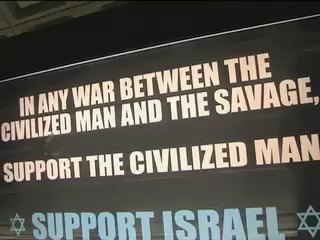 IN ANY WAR BETWEEN THE
CIVILIZED MAN AND THE SAVAGE,
SUPPORT THE CIVILIZED MAN
SUPPORT ISRAEL